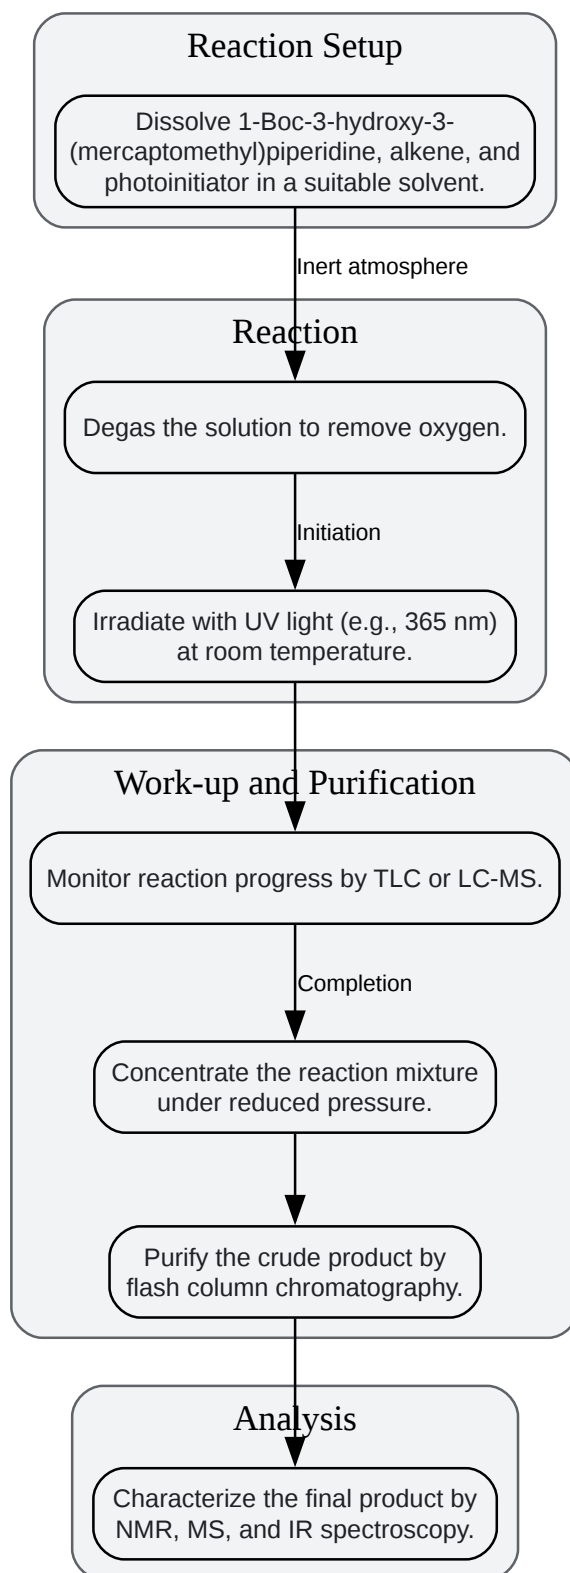 Reaction Setup
Dissolve 1-Boc-3-hydroxy-3-
(mercaptomethyl)piperidine, alkene, and
photoinitiator in a suitable solvent.
Inert atmosphere
Reaction
Degas the solution to remove oxygen.
Initiation
Irradiate with UV light (e.g., 365 nm)
at room temperature.
Work-up and Purification
Monitor reaction progress by TLC or LC-MS.
Completion
Concentrate the reaction mixture
under reduced pressure.
Purify the crude product by
flash column chromatography.
Analysis
Characterize the final product by
NMR, MS, and IR spectroscopy.